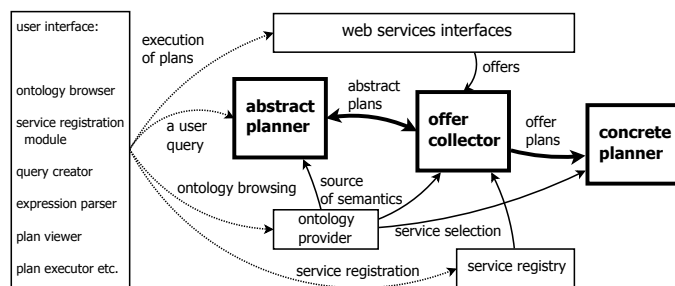 user interface:
ontology browser
service registration
module
query creator
expression parser
plan viewer
plan executor etc.
execution
of plans
web services interfaces
offers
abstract
planner
abstract
plans
offer
collector
offer
plans
concrete
planner
a user
query
ontology browsing
source
of semantics
ontology
provider
service selection
service registration
service registry